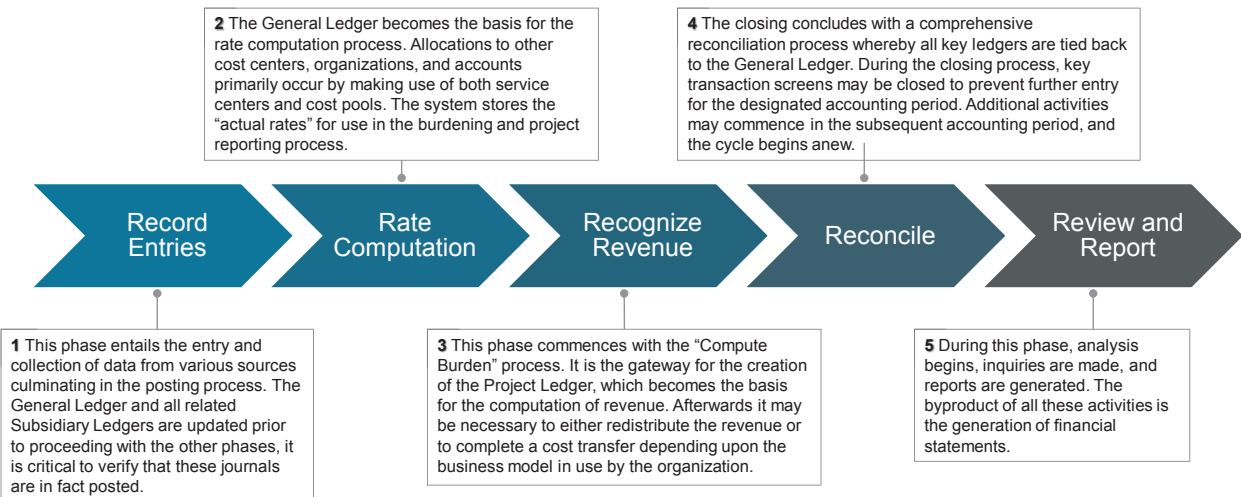 2 The General Ledger becomes the basis for the
rate computation process. Allocations to other
cost centers, organizations, and accounts
primarily occur by making use of both service
centers and cost pools. The system stores the
“actual rates” for use in the burdening and project
reporting process.
4 The closing concludes with a comprehensive
reconciliation process whereby all key ledgers are tied back
to the General Ledger. During the closing process, key
transaction screens may be closed to prevent further entry
for the designated accounting period. Additional activities
may commence in the subsequent accounting period, and
the cycle begins anew.
Record
Entries
Rate
Computation
Recognize
Revenue
Reconcile
Review and
Report
1 This phase entails the entry and
collection of data from various sources
culminating in the posting process. The
General Ledger and all related
Subsidiary Ledgers are updated prior
to proceeding with the other phases, it
is critical to verify that these journals
are in fact posted.
3 This phase commences with the “Compute
Burden” process. It is the gateway for the creation
of the Project Ledger, which becomes the basis
for the computation of revenue. Afterwards it may
be necessary to either redistribute the revenue or
to complete a cost transfer depending upon the
business model in use by the organization.
5 During this phase, analysis
begins, inquiries are made, and
reports are generated. The
byproduct of all these activities is
the generation of financial
statements.